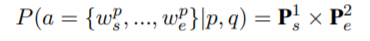 P(a = {w_s^p, ..., w_e^p}|p, q) = P_s^1 × P_e^2